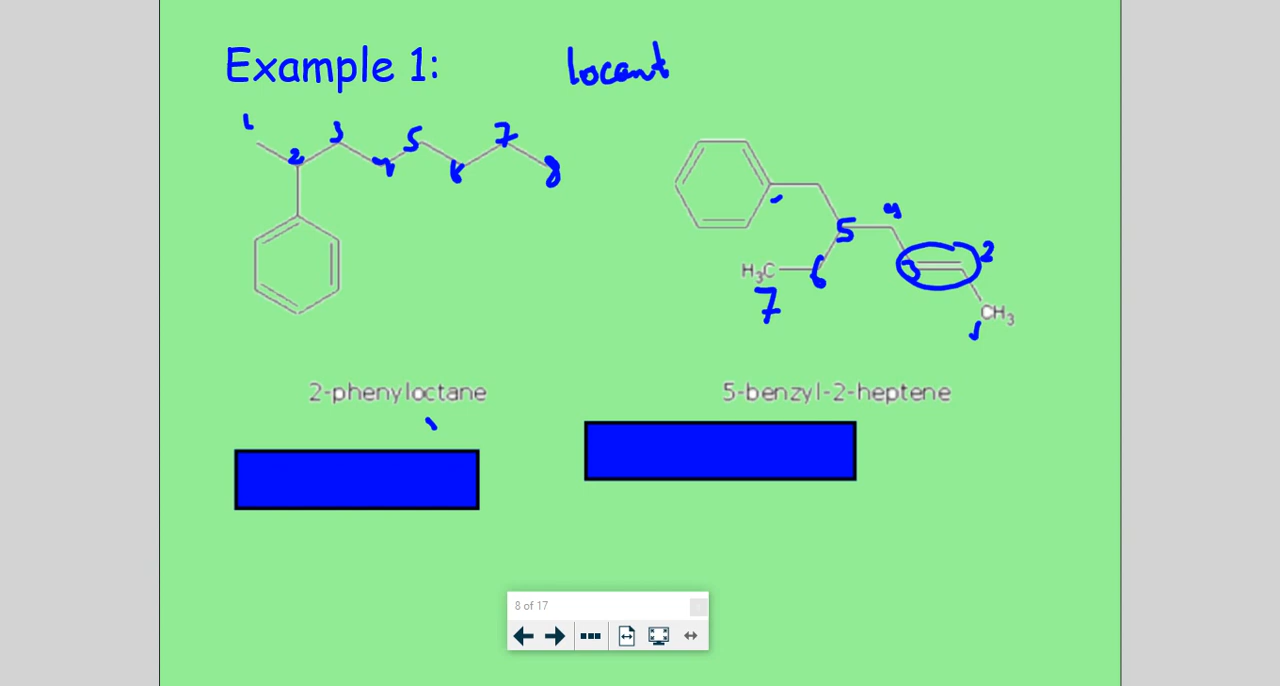 Example 1: locant
1 2 3 4 5 6 7 8
5 4
3 2
H₃C 6
7 CH₃
1
2-phenyloctane 5-benzyl-2-heptene
8 of 17